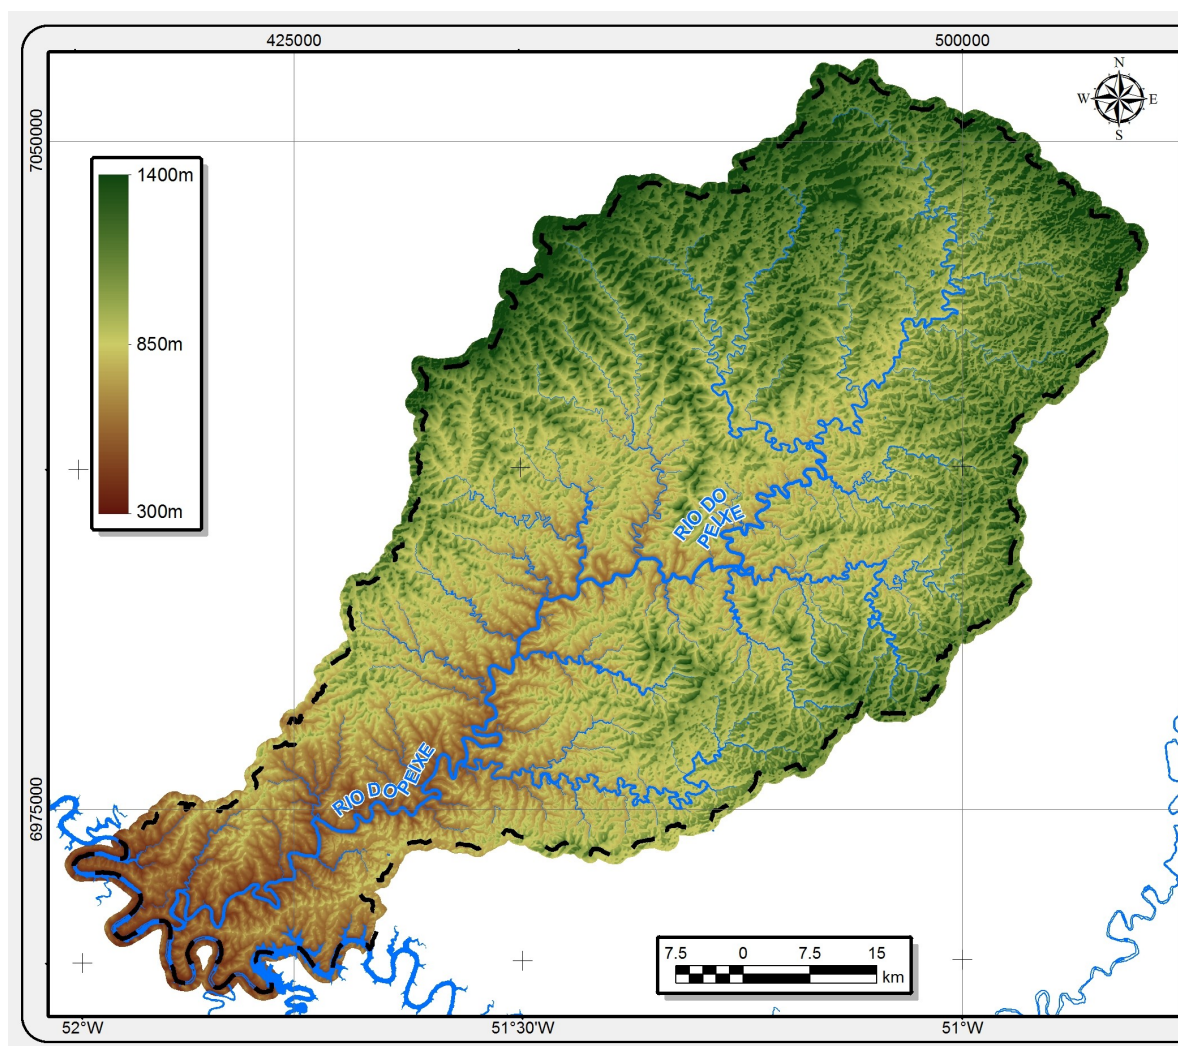 425000
500000
N
W
E
S
7050000
1400m
850m
300m
RIO DO
PEIXE
RIO DO PEIXE
6975000
7.5
0
7.5
15
km
52°W
51°30'W
51°W